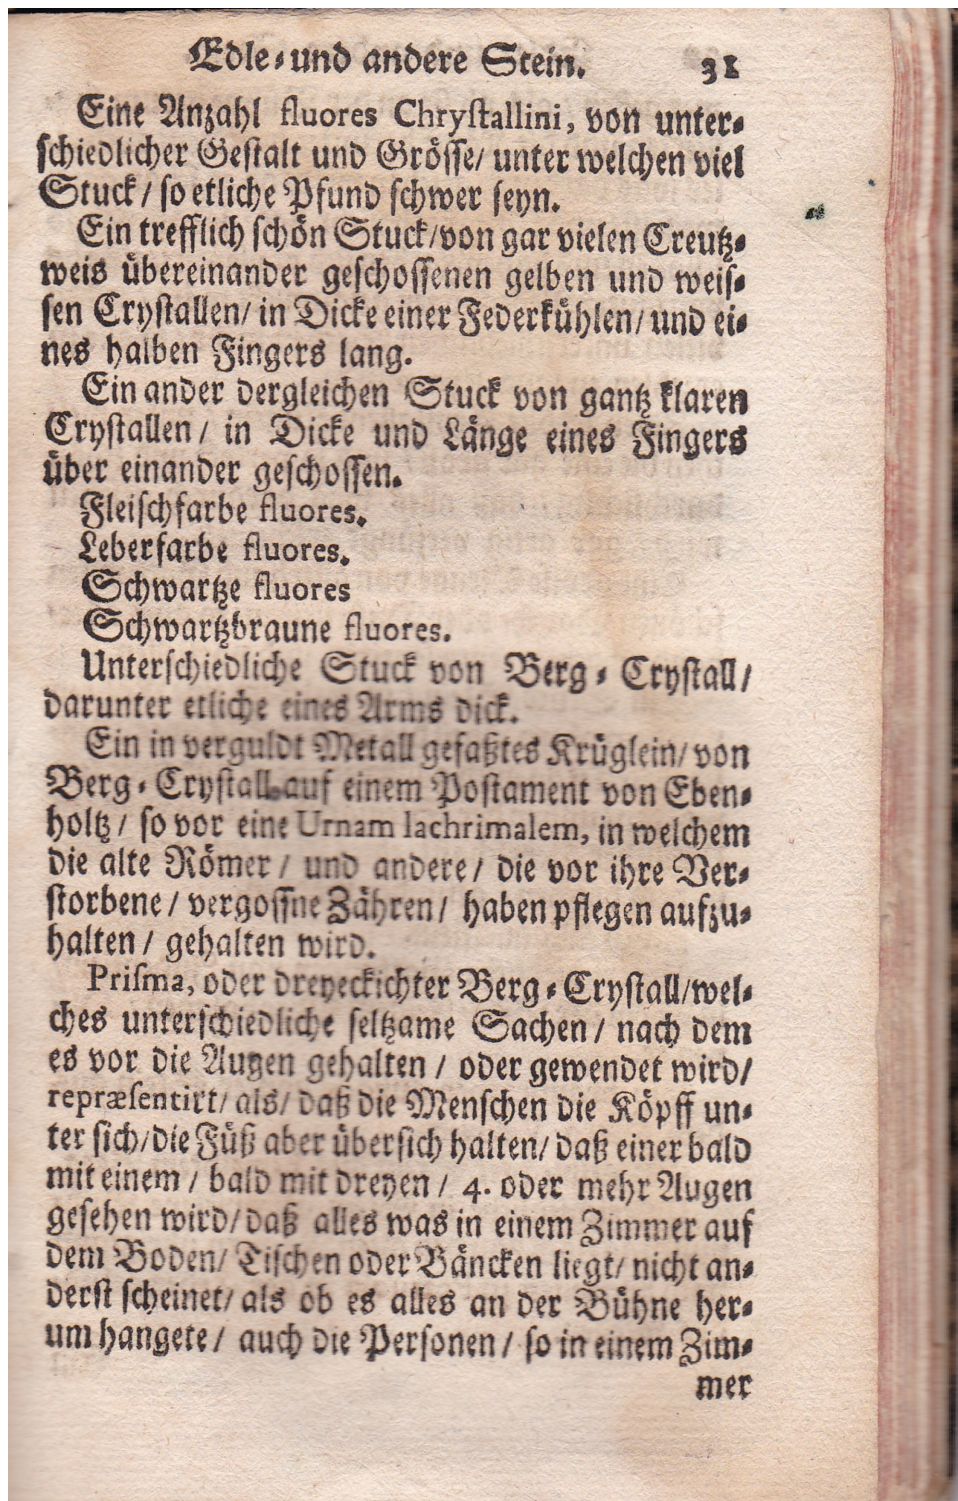 Edle- und andere Stein. 31
Eine Anzahl fluores Chrystallini, von unter-
schiedlicher Gestalt und Grösse/ unter welchen viel
Stuck/ so etliche Pfund schwer seyn.
Ein trefflich schön Stuck/von gar vielen Creutz-
weis übereinander geschossenen gelben und weis-
sen Crystallen/ in Dicke einer Federkühlen/ und ei-
nes halben Fingers lang.
Ein ander dergleichen Stuck von gantz klaren
Crystallen/ in Dicke und Länge eines Fingers
über einander geschossen.
Fleischfarbe fluores.
Leberfarbe fluores.
Schwartze fluores
Schwartzbraune fluores.
Unterschiedliche Stuck von Berg-Crystall/
darunter etliche eines Arms dick.
Ein in verguldt Metall gefaßtes Krüglein/ von
Berg-Crystall auf einem Postament von Eben-
holtz/ so vor eine Urnam lachrimalem, in welchem
die alte Römer/ und andere/ die vor ihre Ver-
storbene/ vergossne Zähren/ haben pflegen aufzu-
halten/ gehalten wird.
Prisma, oder dreyeckichter Berg-Crystall/wel-
ches unterschiedliche seltzame Sachen/ nach dem
es vor die Augen gehalten/ oder gewendet wird/
repræsentirt/ als/ daß die Menschen die Köpff un-
ter sich/die Füß aber übersich halten/ daß einer bald
mit einem/ bald mit dreyen/ 4. oder mehr Augen
gesehen wird/ daß alles was in einem Zimmer auf
dem Boden/ Tischen oder Bäncken liegt/ nicht an-
derst scheinet/ als ob es alles an der Bühne her-
um hangete/ auch die Personen/ so in einem Zim-
mer